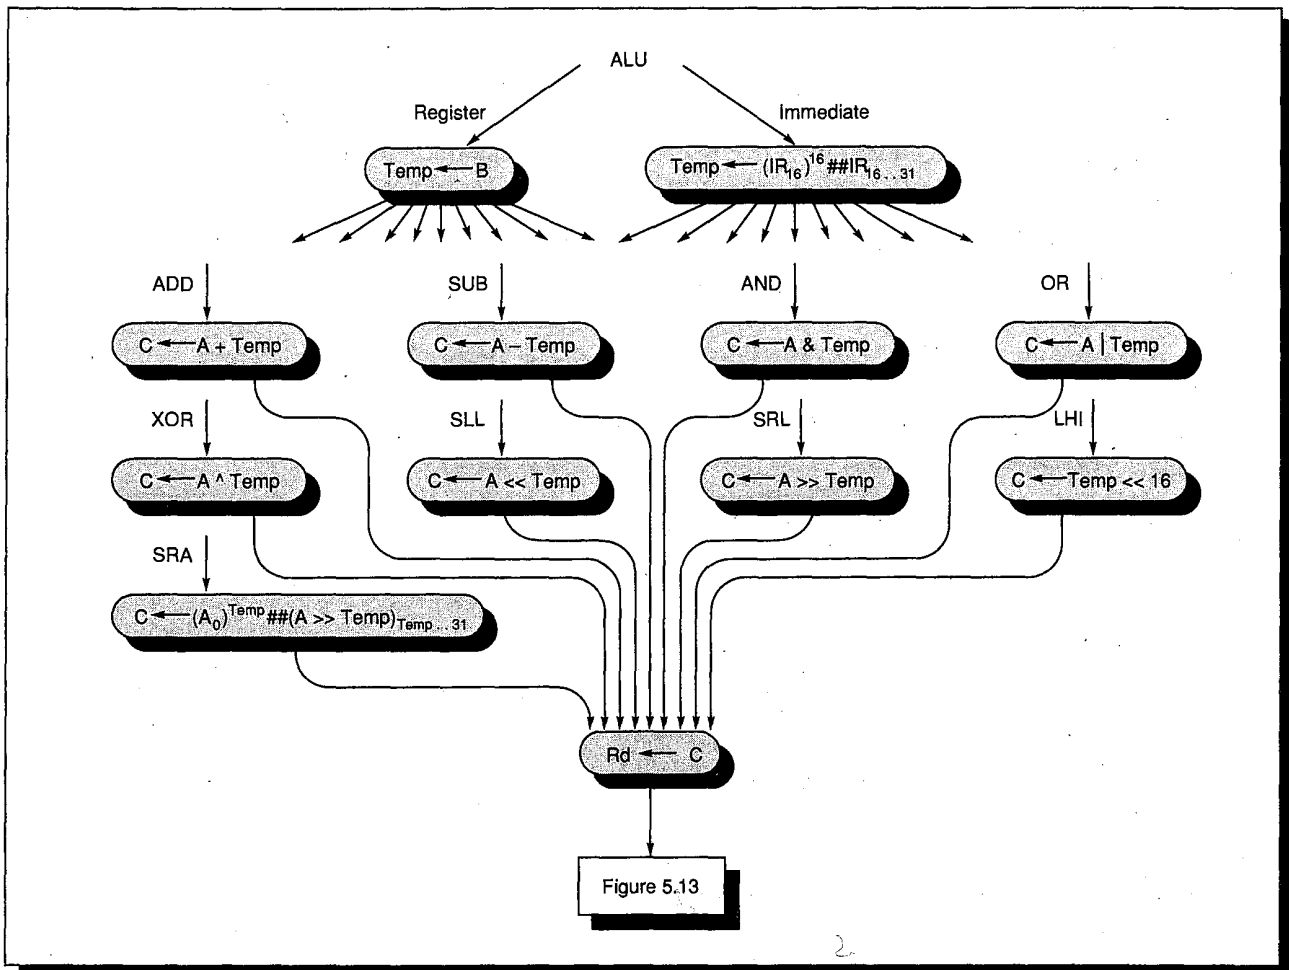 ALU
Register
Immediate
Temp ← B
Temp ← (IR₁₆)¹⁶ ##IR₁₆..₃₁
ADD
SUB
AND
OR
C ← A + Temp
C ← A – Temp
C ← A & Temp
C ← A | Temp
XOR
SLL
SRL
LHI
C ← A ^ Temp
C ← A << Temp
C ← A >> Temp
C ← Temp << 16
SRA
C ← (A₀)^Temp ##(A >> Temp)Temp..31
Rd ← C
Figure 5.13
2